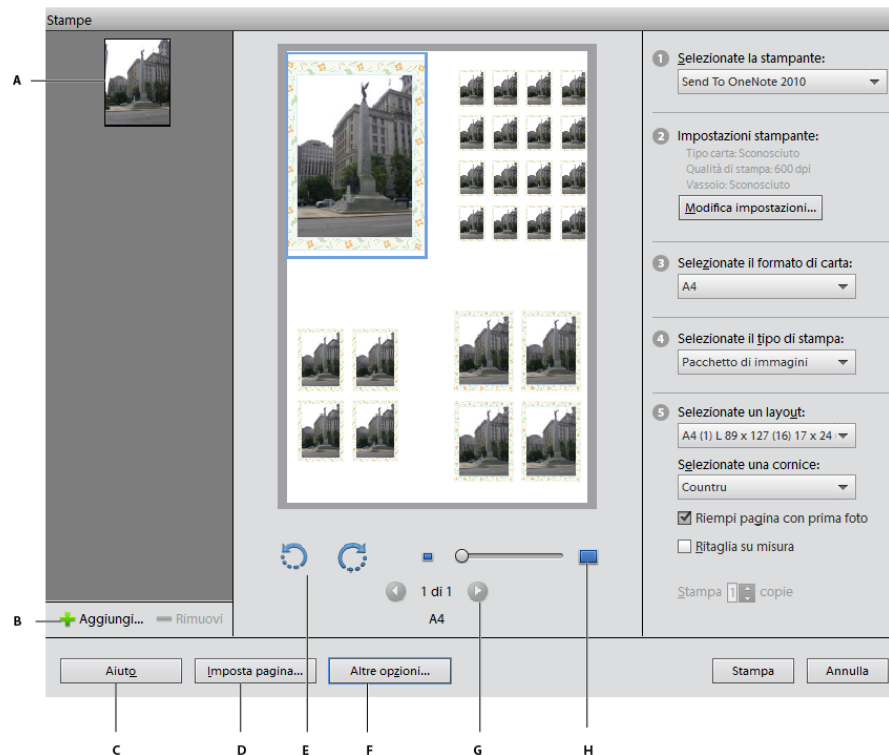 Stampe
A
1 Selezionate la stampante:
Send To OneNote 2010
2 Impostazioni stampante:
Tipo carta: Sconosciuto
Qualità di stampa: 600 dpi
Vassoio: Sconosciuto
Modifica impostazioni...
3 Selezionate il formato di carta:
A4
4 Selezionate il tipo di stampa:
Pacchetto di immagini
5 Selezionate un layout:
A4 (1) L 89 x 127 (16) 17 x 24
Selezionate una cornice:
Countru
Riempi pagina con prima foto
Ritaglia su misura
Stampa 1 copie
1 di 1
A4
B
Aggiungi... Rimuovi
Aiuto Imposta pagina... Altre opzioni... Stampa Annulla
C D E F G H